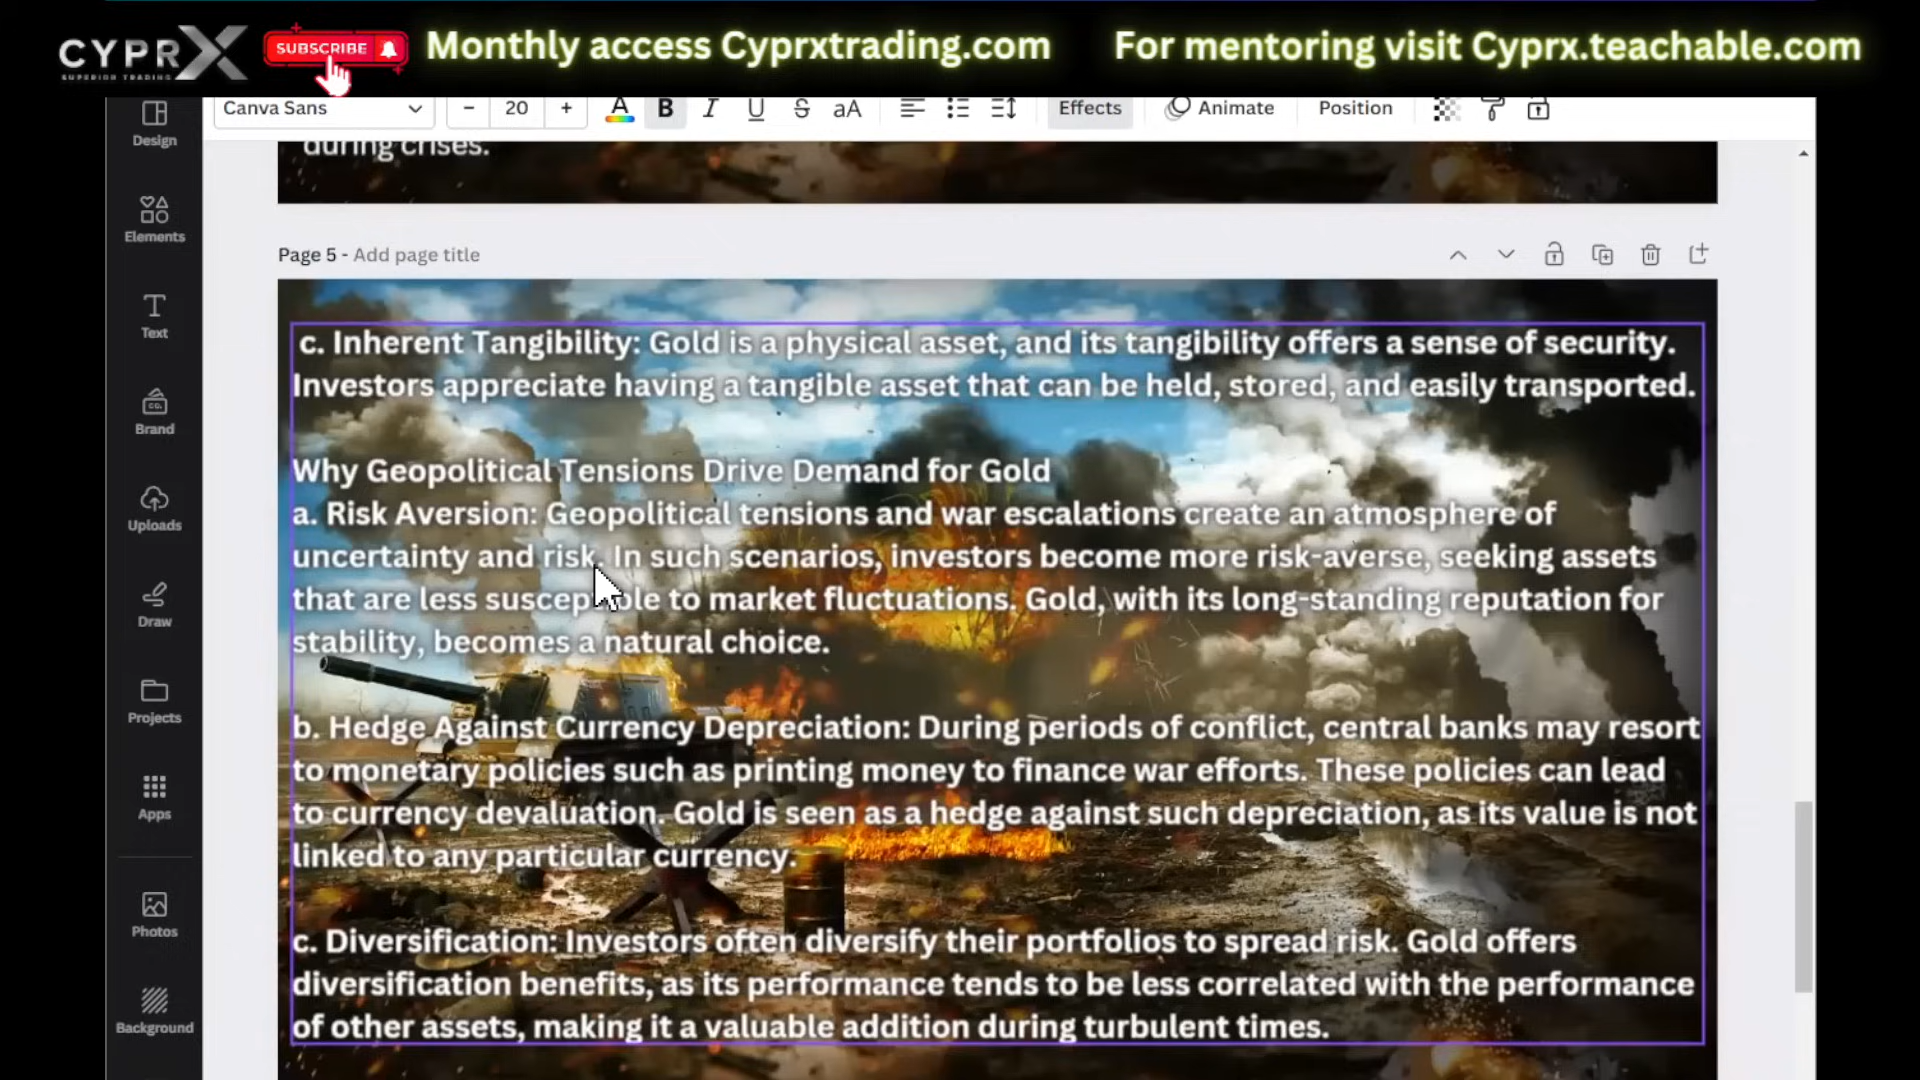 CYPRX
SUPERIOR TRADING
SUBSCRIBE
Monthly access Cyprxtrading.com
For mentoring visit Cyprx.teachable.com
Canva Sans
– 20 +
A B I U S aA
Effects
Animate
Position
Design
Elements
Text
Brand
Uploads
Draw
Projects
Apps
Photos
Background
during crises.
Page 5 - Add page title
c. Inherent Tangibility: Gold is a physical asset, and its tangibility offers a sense of security.
Investors appreciate having a tangible asset that can be held, stored, and easily transported.
Why Geopolitical Tensions Drive Demand for Gold
a. Risk Aversion: Geopolitical tensions and war escalations create an atmosphere of
uncertainty and risk. In such scenarios, investors become more risk-averse, seeking assets
that are less susceptible to market fluctuations. Gold, with its long-standing reputation for
stability, becomes a natural choice.
b. Hedge Against Currency Depreciation: During periods of conflict, central banks may resort
to monetary policies such as printing money to finance war efforts. These policies can lead
to currency devaluation. Gold is seen as a hedge against such depreciation, as its value is not
linked to any particular currency.
c. Diversification: Investors often diversify their portfolios to spread risk. Gold offers
diversification benefits, as its performance tends to be less correlated with the performance
of other assets, making it a valuable addition during turbulent times.